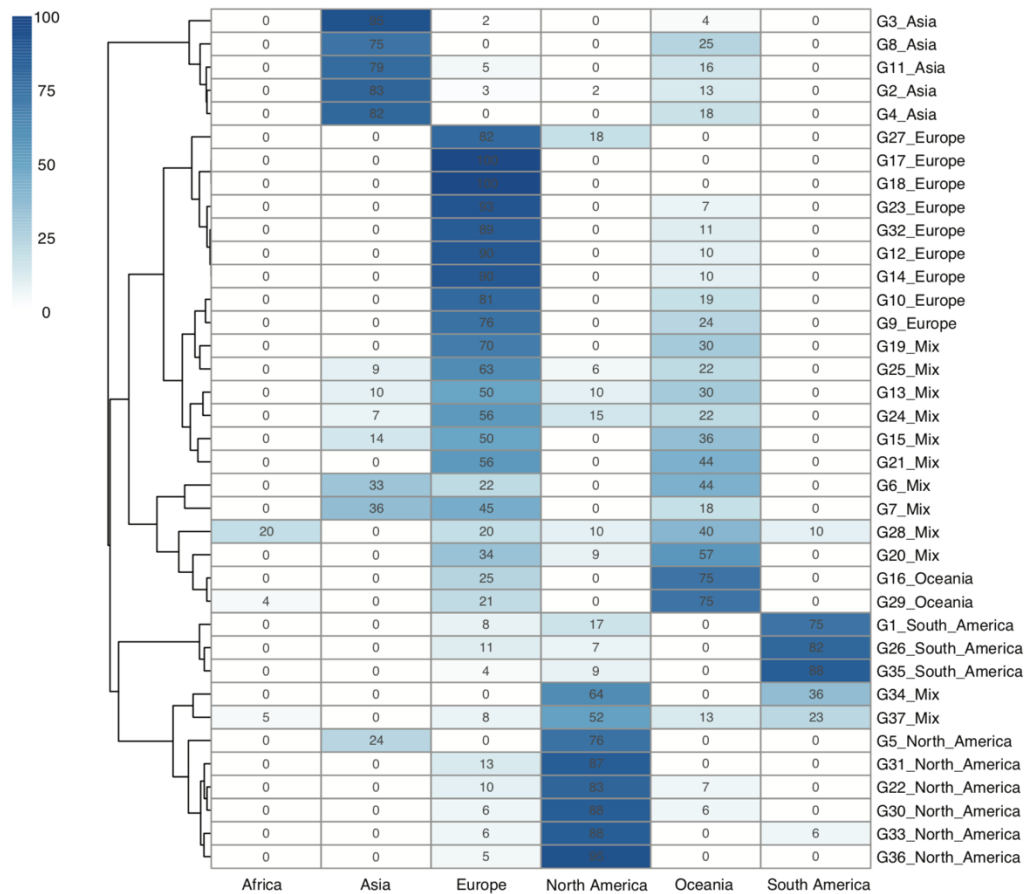 100
75
50
25
0
0 2 0 4 0 G3_Asia
0 75 0 0 25 0 G8_Asia
0 79 5 0 16 0 G11_Asia
0 83 3 2 13 0 G2_Asia
0 82 0 0 18 0 G4_Asia
0 0 82 18 0 0 G27_Europe
0 0 100 0 0 0 G17_Europe
0 0 100 0 0 0 G18_Europe
0 0 93 0 7 0 G23_Europe
0 0 89 0 11 0 G32_Europe
0 0 90 0 10 0 G12_Europe
0 0 90 0 10 0 G14_Europe
0 0 81 0 19 0 G10_Europe
0 0 76 0 24 0 G9_Europe
0 0 70 0 30 0 G19_Mix
0 9 63 6 22 0 G25_Mix
0 10 50 10 30 0 G13_Mix
0 7 56 15 22 0 G24_Mix
0 14 50 0 36 0 G15_Mix
0 0 56 0 44 0 G21_Mix
0 33 22 0 44 0 G6_Mix
0 36 45 0 18 0 G7_Mix
20 0 20 10 40 10 G28_Mix
0 0 34 9 57 0 G20_Mix
0 0 25 0 75 0 G16_Oceania
4 0 21 0 75 0 G29_Oceania
0 0 8 17 0 75 G1_South_America
0 0 11 7 0 82 G26_South_America
0 0 4 9 0 88 G35_South_America
0 0 0 64 0 36 G34_Mix
5 0 8 52 13 23 G37_Mix
0 24 0 76 0 0 G5_North_America
0 0 13 87 0 0 G31_North_America
0 0 10 83 7 0 G22_North_America
0 0 6 88 6 0 G30_North_America
0 0 6 88 0 6 G33_North_America
0 0 5 95 0 0 G36_North_America
Africa Asia Europe North America Oceania South America